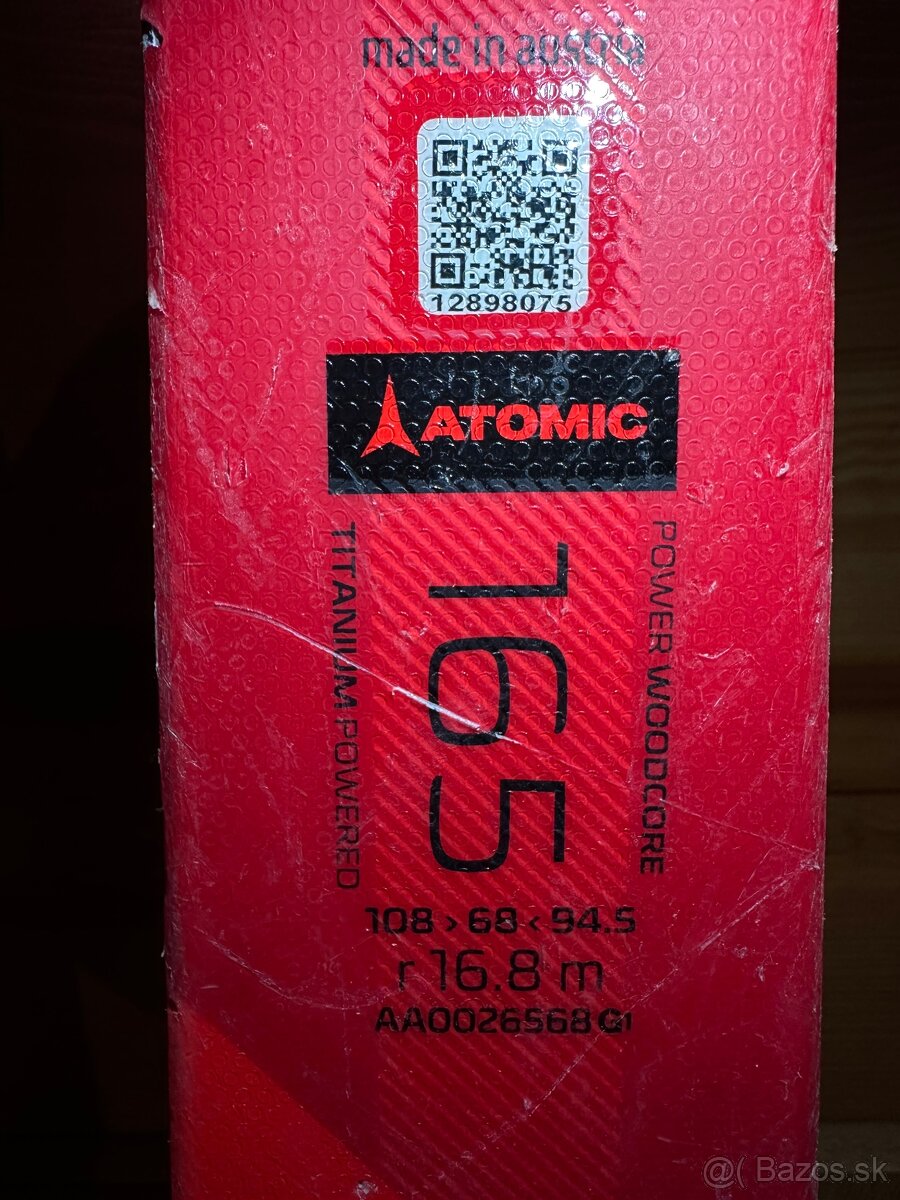 made in austria
12898075
ATOMIC
TITANIUM POWERED
165
POWER WOODCORE
108 > 68 < 94.5
r 16.8 m
AA0026568 G1
@( Bazos.sk